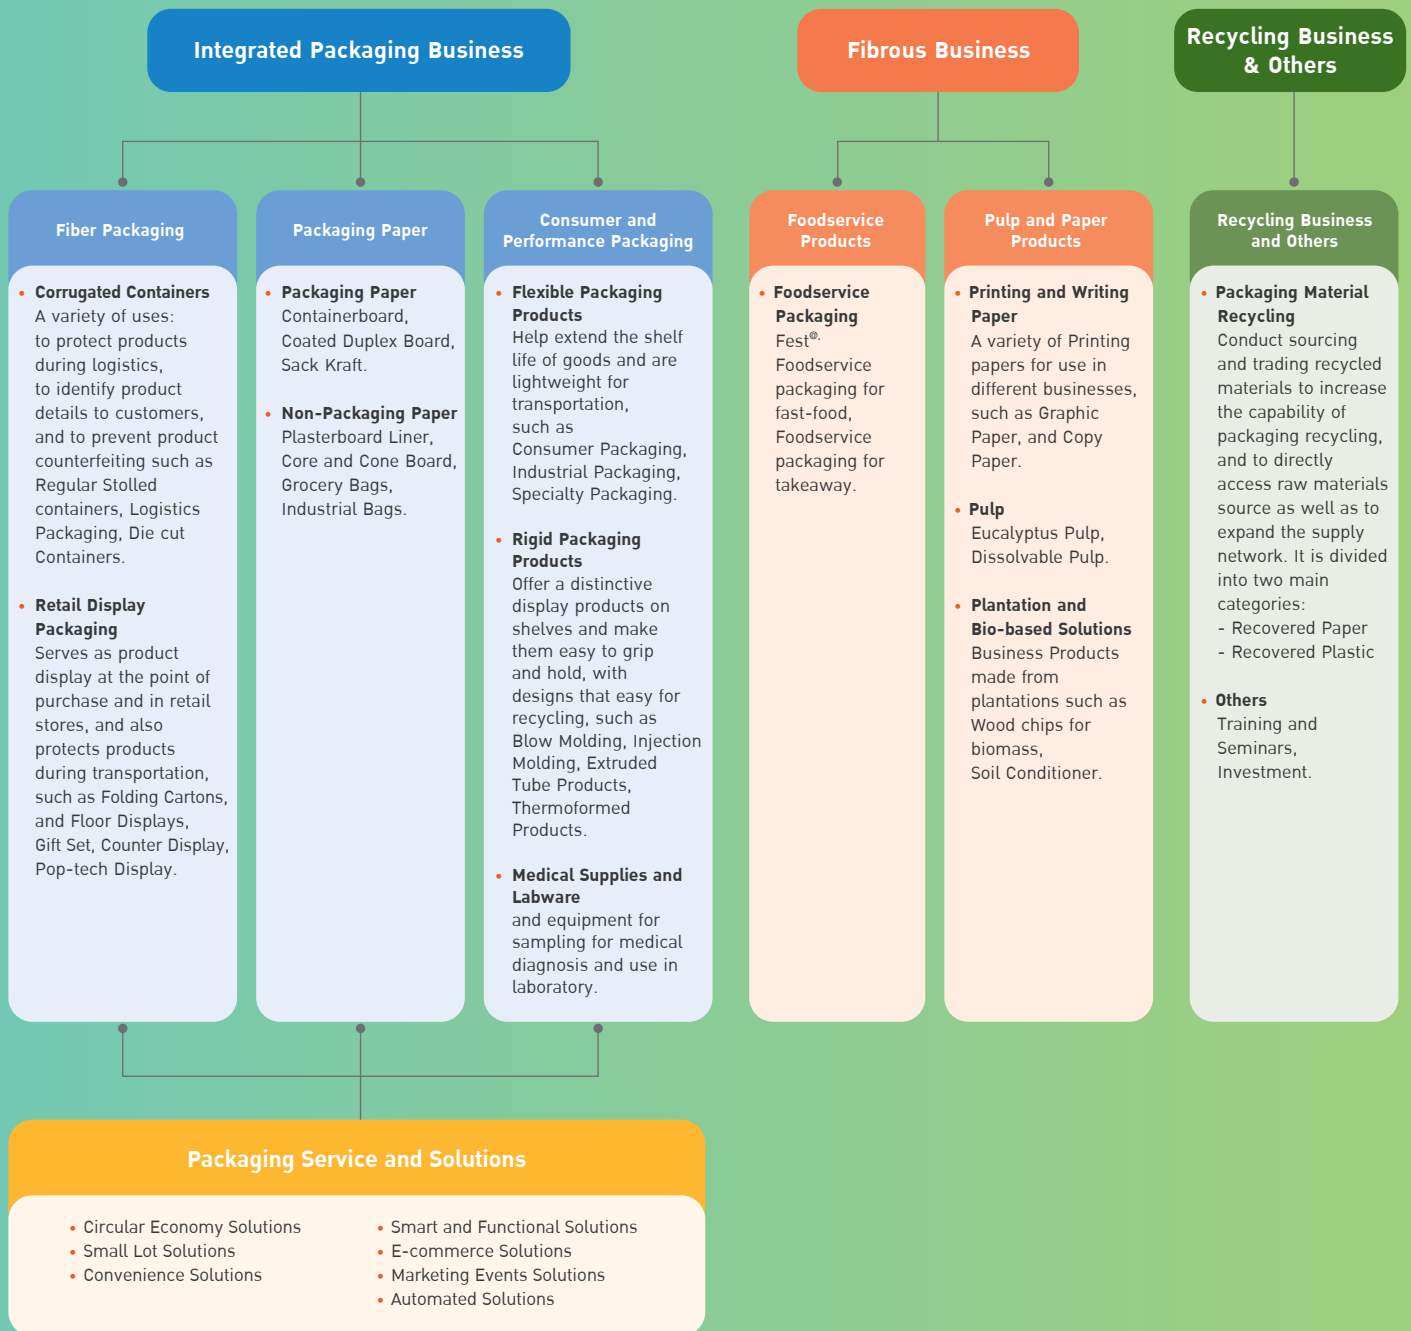 Integrated Packaging Business
Fibrous Business
Recycling Business
& Others
Fiber Packaging
• Corrugated Containers
A variety of uses:
to protect products
during logistics,
to identify product
details to customers,
and to prevent product
counterfeiting such as
Regular Stolled
containers, Logistics
Packaging, Die cut
Containers.
• Retail Display
Packaging
Serves as product
display at the point of
purchase and in retail
stores, and also
protects products
during transportation,
such as Folding Cartons,
and Floor Displays,
Gift Set, Counter Display,
Pop-tech Display.
Packaging Paper
• Packaging Paper
Containerboard,
Coated Duplex Board,
Sack Kraft.
• Non-Packaging Paper
Plasterboard Liner,
Core and Cone Board,
Grocery Bags,
Industrial Bags.
Consumer and
Performance Packaging
• Flexible Packaging
Products
Help extend the shelf
life of goods and are
lightweight for
transportation,
such as
Consumer Packaging,
Industrial Packaging,
Specialty Packaging.
• Rigid Packaging
Products
Offer a distinctive
display products on
shelves and make
them easy to grip
and hold, with
designs that easy for
recycling, such as
Blow Molding, Injection
Molding, Extruded
Tube Products,
Thermoformed
Products.
• Medical Supplies and
Labware
and equipment for
sampling for medical
diagnosis and use in
laboratory.
Foodservice
Products
• Foodservice
Packaging
Fest®,
Foodservice
packaging for
fast-food,
Foodservice
packaging for
takeaway.
Pulp and Paper
Products
• Printing and Writing
Paper
A variety of Printing
papers for use in
different businesses,
such as Graphic
Paper, and Copy
Paper.
• Pulp
Eucalyptus Pulp,
Dissolvable Pulp.
• Plantation and
Bio-based Solutions
Business Products
made from
plantations such as
Wood chips for
biomass,
Soil Conditioner.
Recycling Business
and Others
• Packaging Material
Recycling
Conduct sourcing
and trading recycled
materials to increase
the capability of
packaging recycling,
and to directly
access raw materials
source as well as to
expand the supply
network. It is divided
into two main
categories:
- Recovered Paper
- Recovered Plastic
• Others
Training and
Seminars,
Investment.
Packaging Service and Solutions
• Circular Economy Solutions
• Small Lot Solutions
• Convenience Solutions
• Smart and Functional Solutions
• E-commerce Solutions
• Marketing Events Solutions
• Automated Solutions